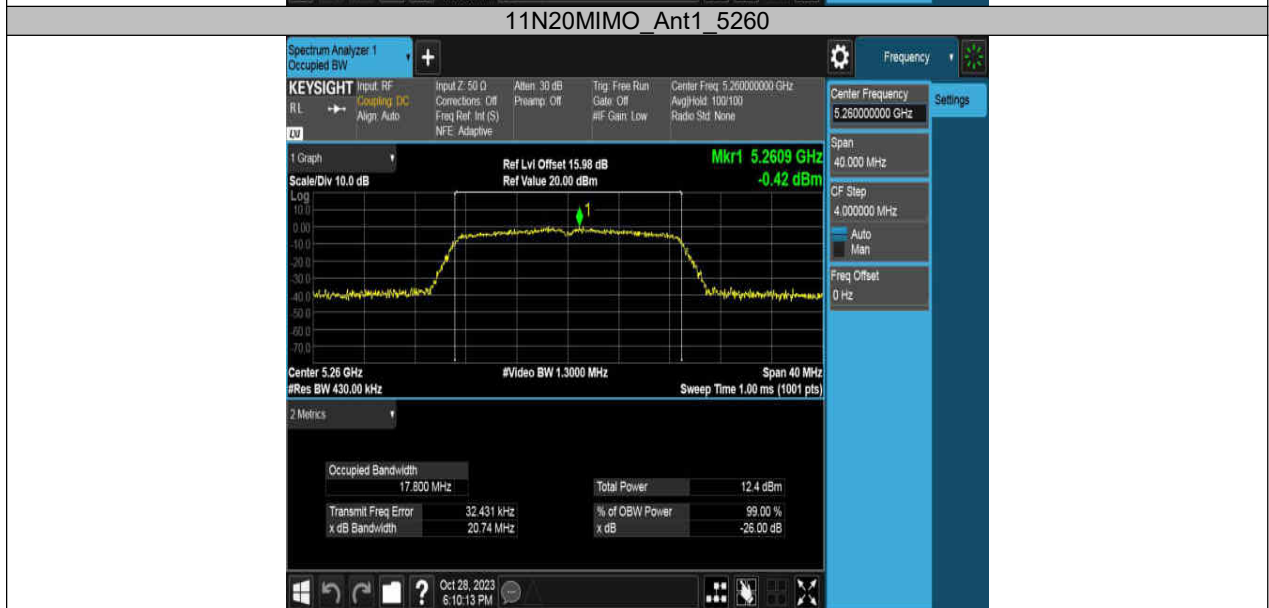 11N20MIMO_Ant1_5260
Spectrum Analyzer 1
Occupied BW
+
Frequency
KEYSIGHT
RL
Input: RF
Coupling: DC
Align: Auto
Input Z: 50 Ω
Corrections: Off
Freq Ref: Int (S)
NFE: Adaptive
Atten: 30 dB
Preamp: Off
Trig: Free Run
Gate: Off
#IF Gain: Low
Center Freq: 5.260000000 GHz
Avg|Hold: 100/100
Radio Std: None
Center Frequency
5.260000000 GHz
Settings
Span
40.000 MHz
CF Step
4.000000 MHz
Auto
Man
Freq Offset
0 Hz
1 Graph
Scale/Div 10.0 dB
Ref Lvl Offset 15.98 dB
Ref Value 20.00 dBm
Mkr1 5.2609 GHz
-0.42 dBm
Log
10.0
0.00
-10.0
-20.0
-30.0
-40.0
-50.0
-60.0
-70.0
1
Center 5.26 GHz
#Video BW 1.3000 MHz
Span 40 MHz
#Res BW 430.00 kHz
Sweep Time 1.00 ms (1001 pts)
2 Metrics
Occupied Bandwidth
17.800 MHz
Total Power 12.4 dBm
Transmit Freq Error 32.431 kHz
% of OBW Power 99.00 %
x dB Bandwidth 20.74 MHz
x dB -26.00 dB
?
Oct 28, 2023
6:10:13 PM